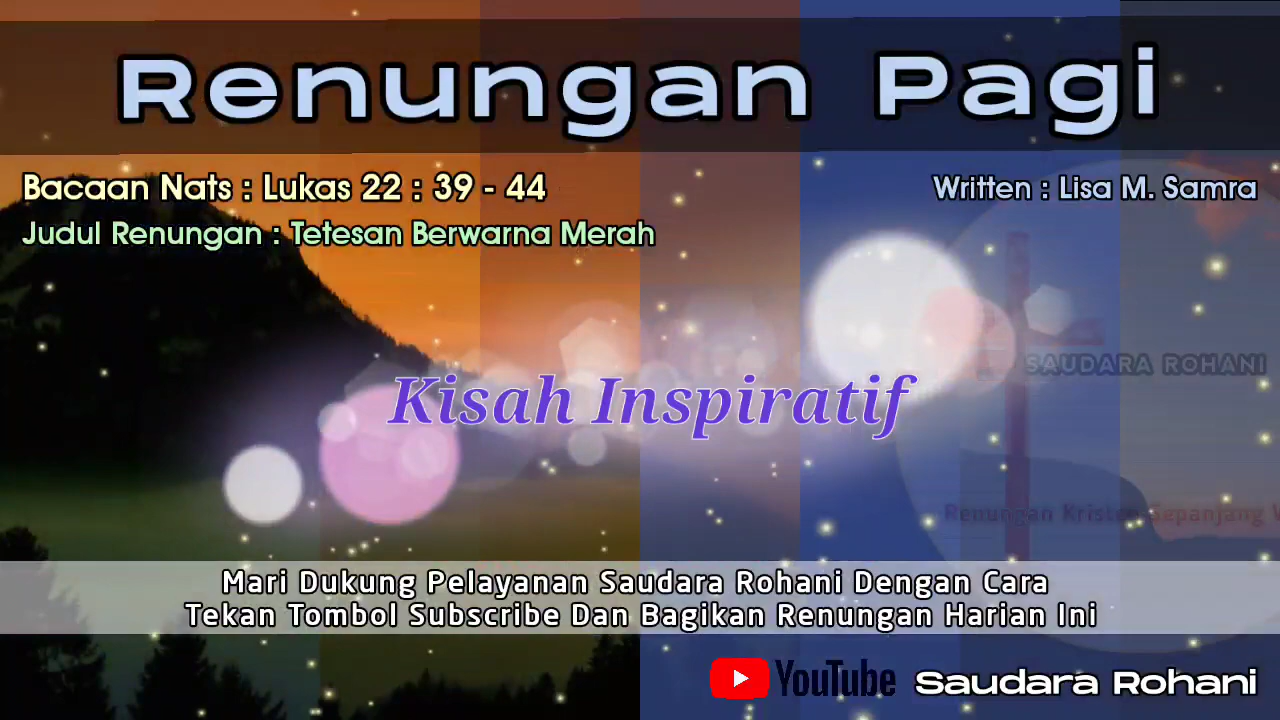 Renungan Pagi
Bacaan Nats : Lukas 22 : 39 - 44
Written : Lisa M. Samra
Judul Renungan : Tetesan Berwarna Merah
SAUDARA ROHANI
Kisah Inspiratif
Renungan Kristen Sepanjang
Mari Dukung Pelayanan Saudara Rohani Dengan Cara
Tekan Tombol Subscribe Dan Bagikan Renungan Harian Ini
YouTube
Saudara Rohani